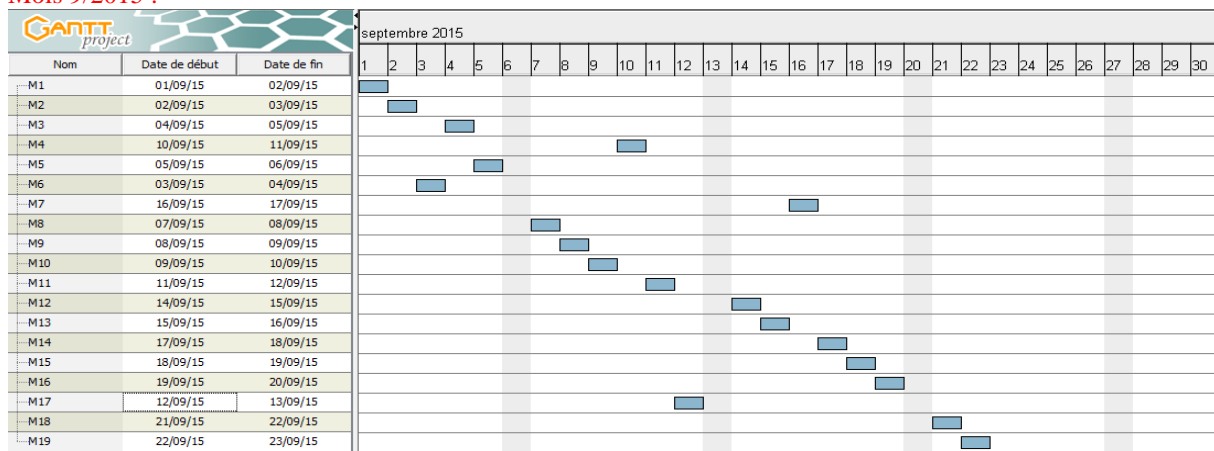 Mois 9/2015 :
GANTT
project
septembre 2015
Nom Date de début Date de fin 1 2 3 4 5 6 7 8 9 10 11 12 13 14 15 16 17 18 19 20 21 22 23 24 25 26 27 28 29 30
M1 01/09/15 02/09/15
M2 02/09/15 03/09/15
M3 04/09/15 05/09/15
M4 10/09/15 11/09/15
M5 05/09/15 06/09/15
M6 03/09/15 04/09/15
M7 16/09/15 17/09/15
M8 07/09/15 08/09/15
M9 08/09/15 09/09/15
M10 09/09/15 10/09/15
M11 11/09/15 12/09/15
M12 14/09/15 15/09/15
M13 15/09/15 16/09/15
M14 17/09/15 18/09/15
M15 18/09/15 19/09/15
M16 19/09/15 20/09/15
M17 12/09/15 13/09/15
M18 21/09/15 22/09/15
M19 22/09/15 23/09/15